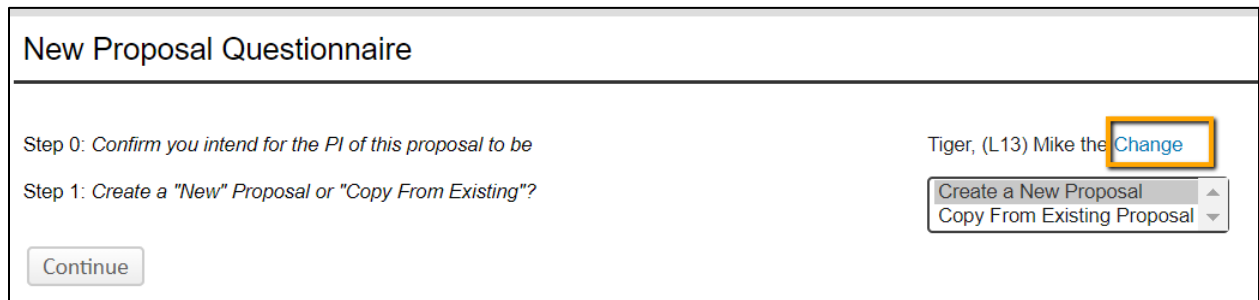 New Proposal Questionnaire
Step 0: Confirm you intend for the PI of this proposal to be
Tiger, (L13) Mike the Change
Step 1: Create a "New" Proposal or "Copy From Existing"?
Create a New Proposal
Copy From Existing Proposal
Continue